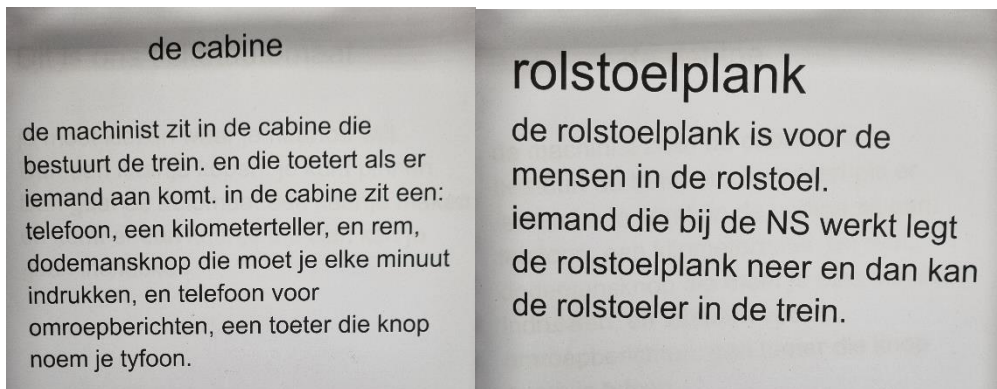 de cabine
de machinist zit in de cabine die
bestuurt de trein. en die toetert als er
iemand aan komt. in de cabine zit een:
telefoon, een kilometerteller, en rem,
dodemansknop die moet je elke minuut
indrukken, en telefoon voor
omroepberichten, een toeter die knop
noem je tyfoon.
rolstoelplank
de rolstoelplank is voor de
mensen in de rolstoel.
iemand die bij de NS werkt legt
de rolstoelplank neer en dan kan
de rolstoeler in de trein.